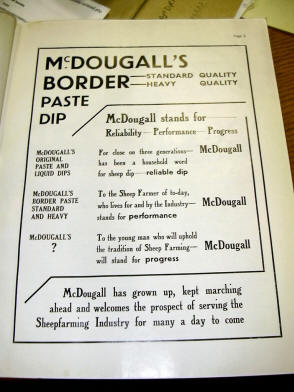 Page 3
McDOUGALL'S
BORDER—STANDARD QUALITY
—HEAVY QUALITY
PASTE
DIP
McDougall stands for
Reliability—Performance—Progress
McDOUGALL'S
ORIGINAL
PASTE AND
LIQUID DIPS
For close on three generations—McDougall
has been a household word
for sheep dip—reliable dip
McDOUGALL'S
BORDER PASTE
STANDARD
AND HEAVY
To the Sheep Farmer of to-day,
who lives for and by the Industry—McDougall
stands for performance
McDOUGALL'S
?
To the young man who will uphold
the tradition of Sheep Farming—McDougall
will stand for progress
McDougall has grown up, kept marching
ahead and welcomes the prospect of serving the
Sheepfarming Industry for many a day to come